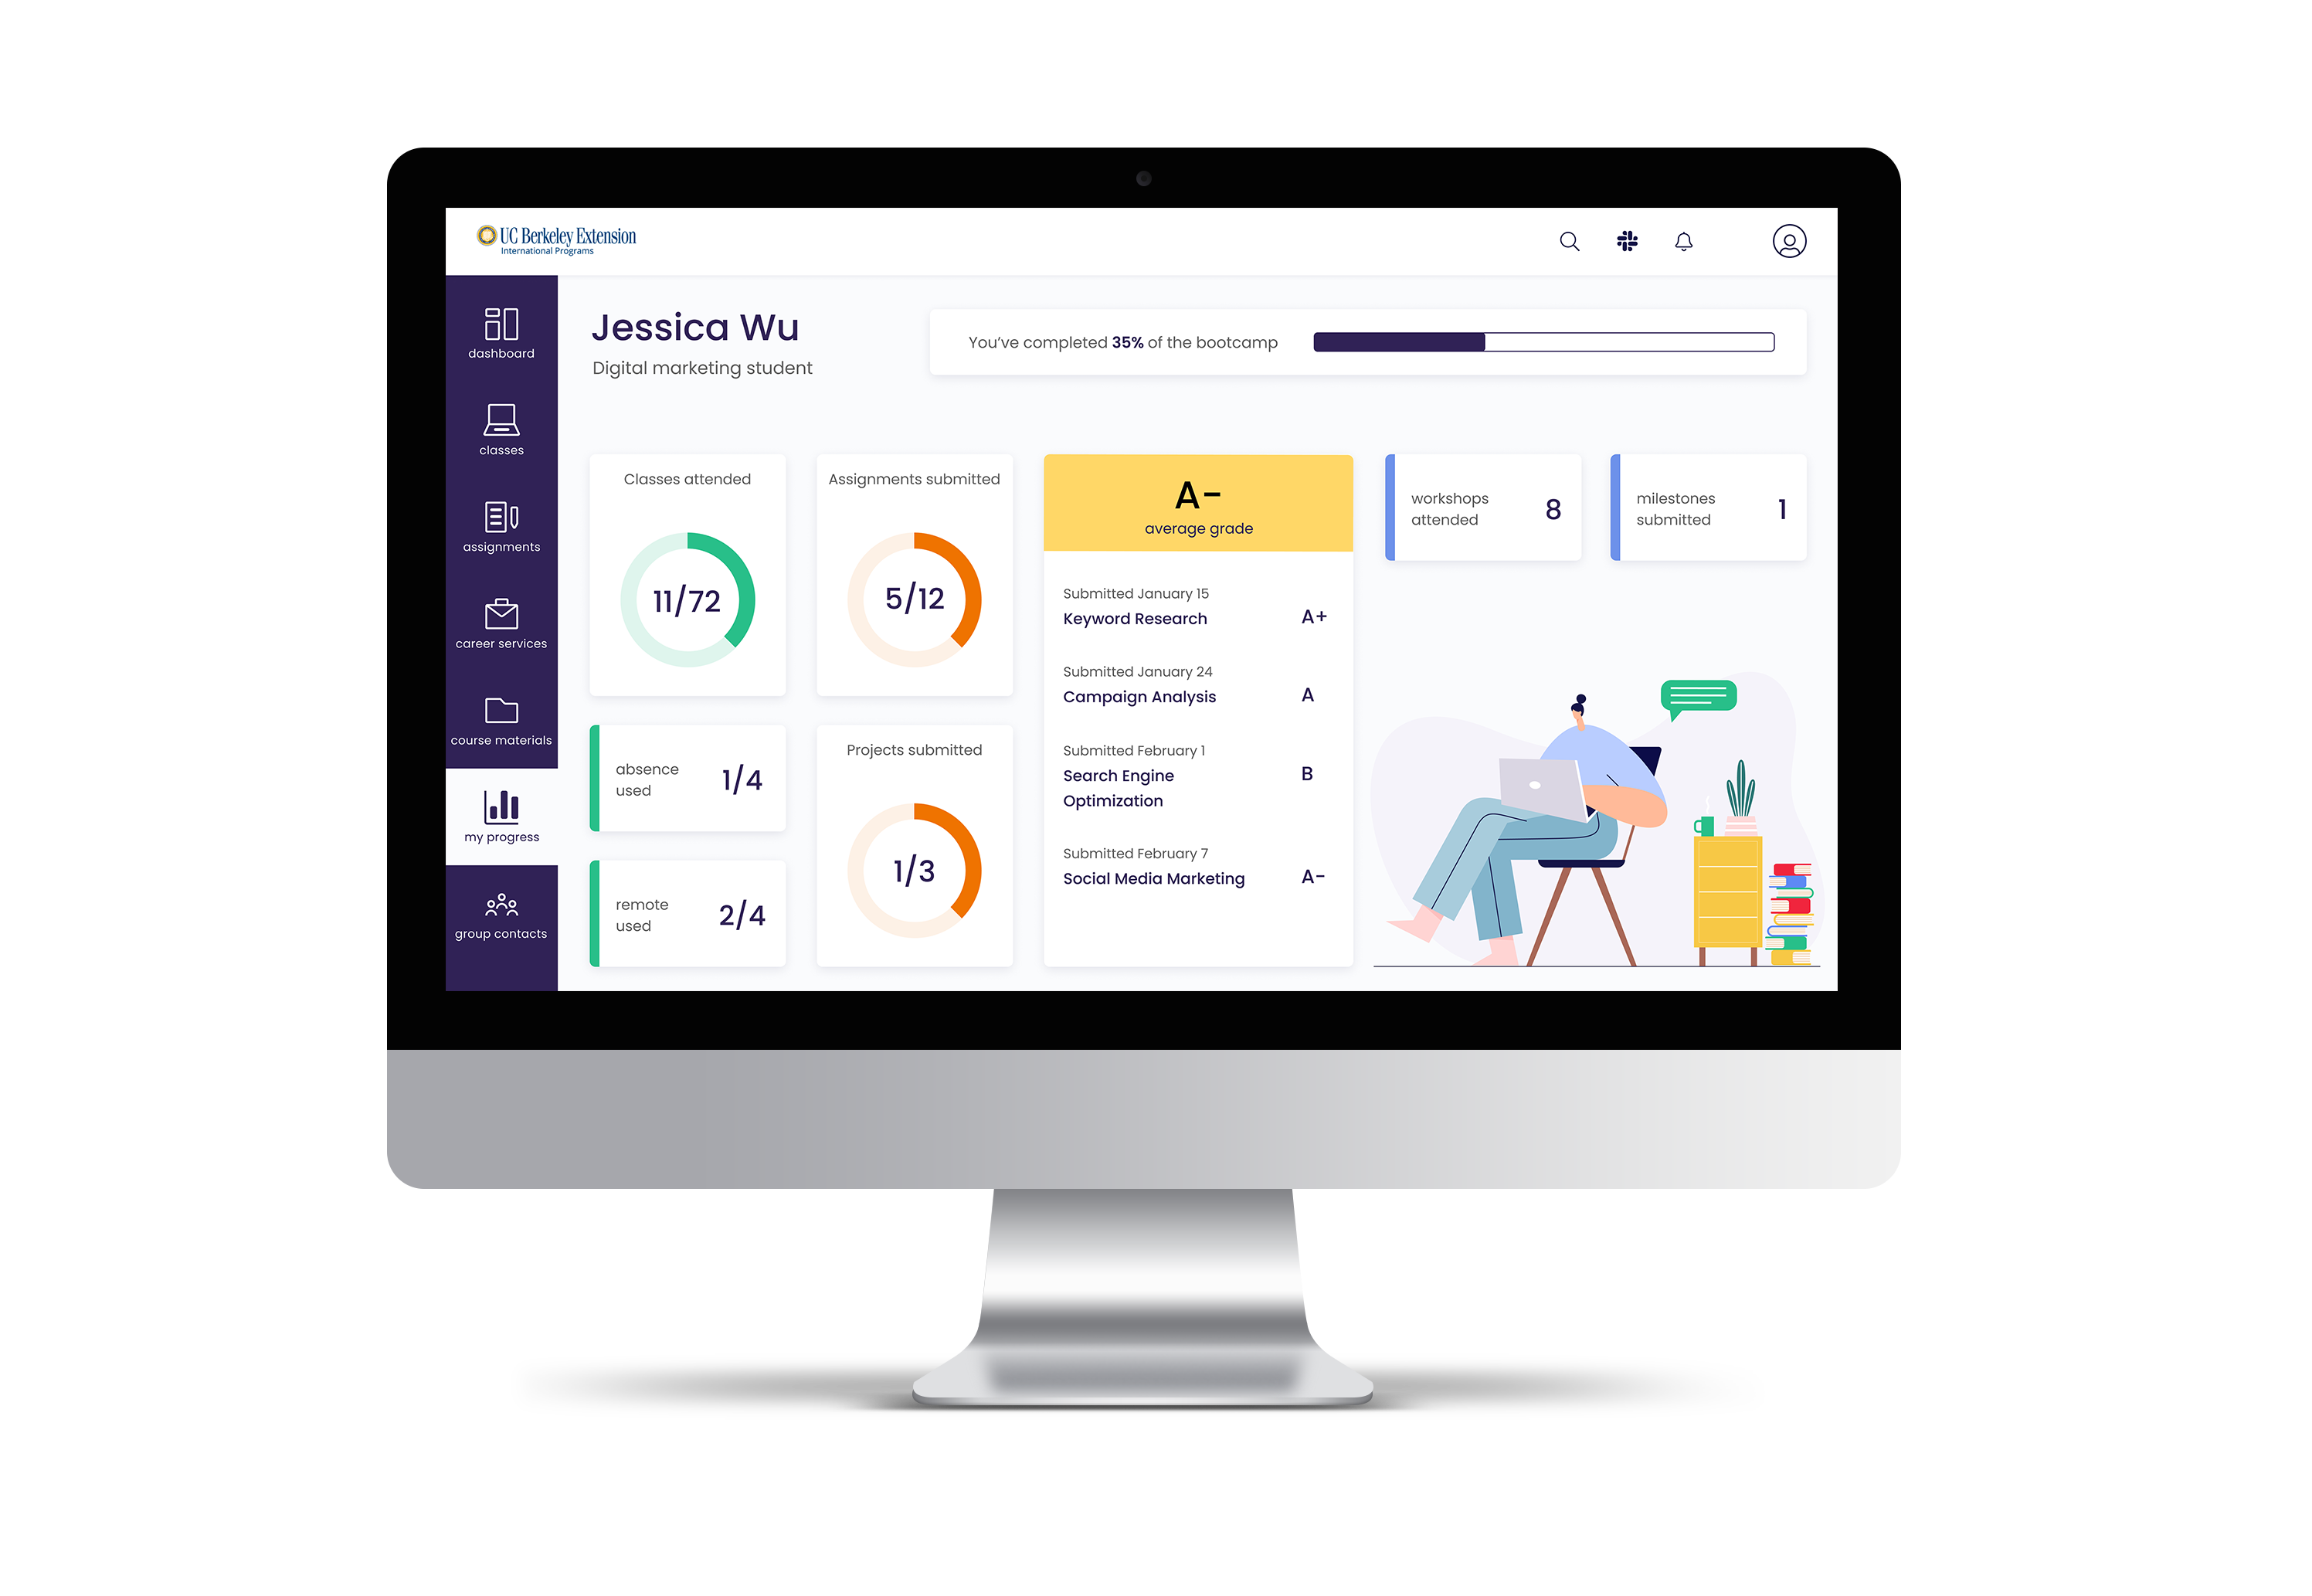 UC Berkeley Extension
International Programs
dashboard
classes
assignments
career services
course materials
my progress
group contacts
Jessica Wu
Digital marketing student
You've completed 35% of the bootcamp
Classes attended
11/72
Assignments submitted
5/12
absence
used
1/4
remote
used
2/4
Projects submitted
1/3
A-
average grade
Submitted January 15
Keyword Research
A+
Submitted January 24
Campaign Analysis
A
Submitted February 1
Search Engine
Optimization
B
Submitted February 7
Social Media Marketing
A-
workshops
attended
8
milestones
submitted
1